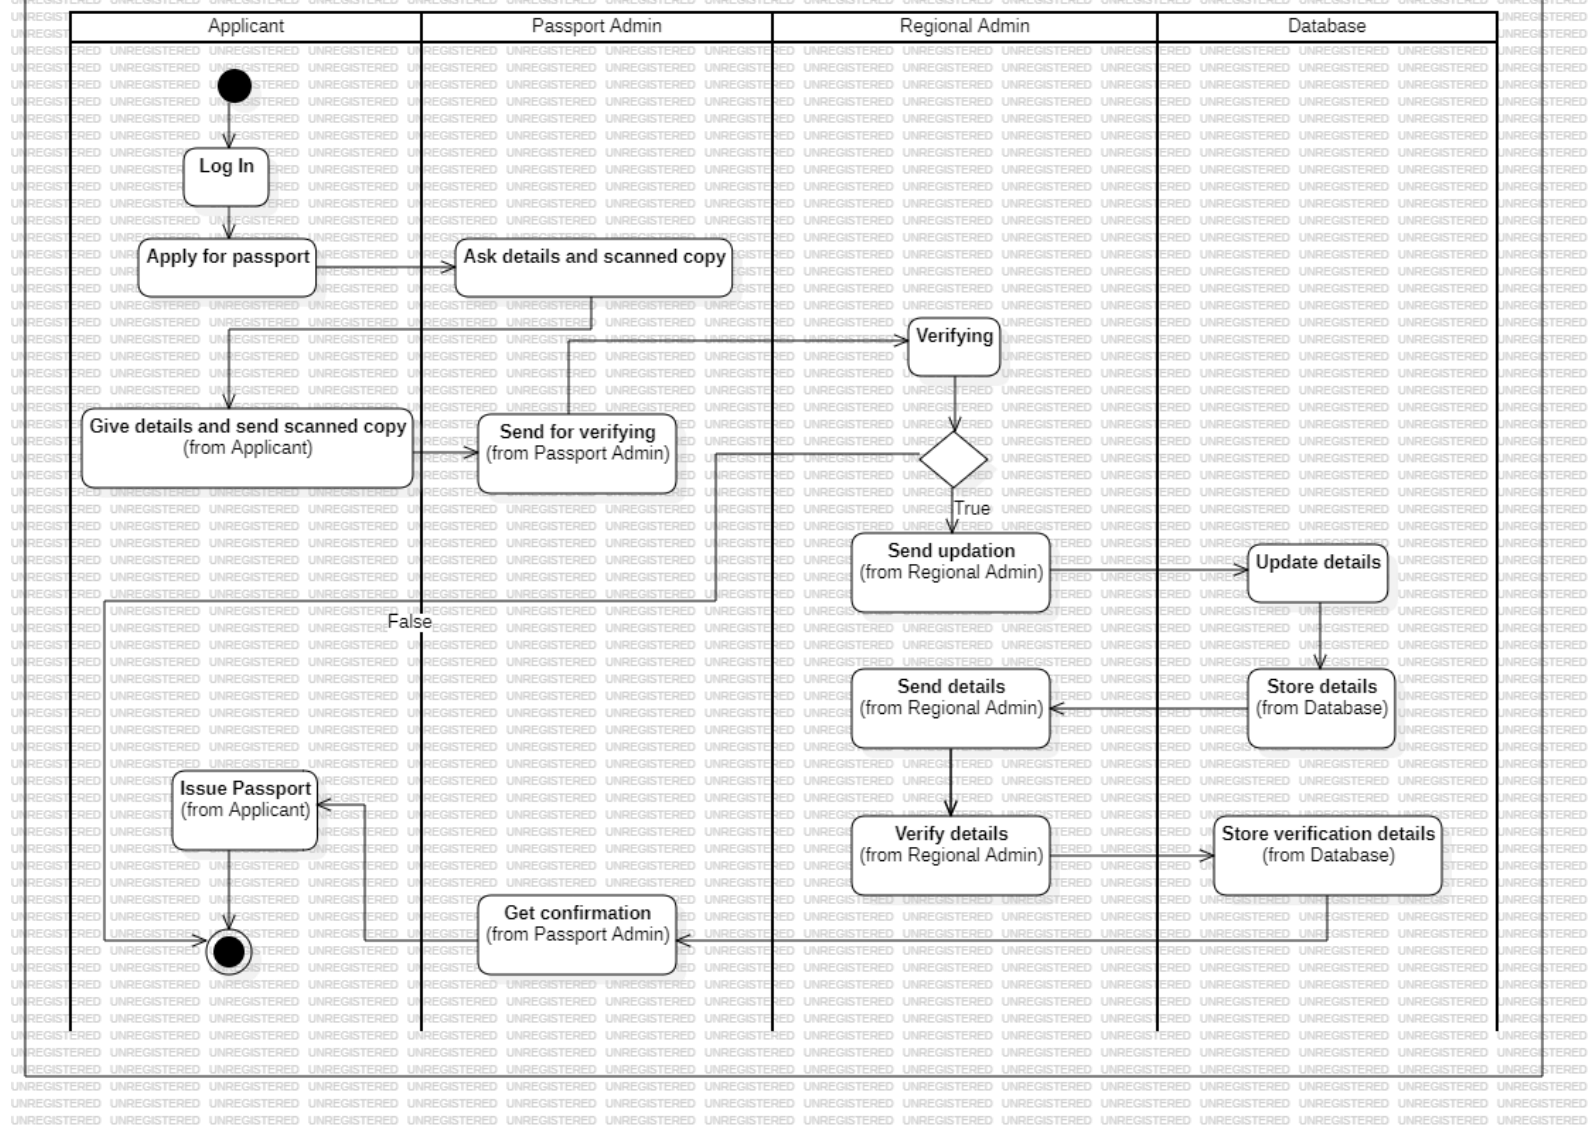 Applicant
Passport Admin
Regional Admin
Database
Log In
Apply for passport
Ask details and scanned copy
Verifying
Give details and send scanned copy
(from Applicant)
Send for verifying
(from Passport Admin)
True
Send updation
(from Regional Admin)
Update details
False
Send details
(from Regional Admin)
Store details
(from Database)
Issue Passport
(from Applicant)
Verify details
(from Regional Admin)
Store verification details
(from Database)
Get confirmation
(from Passport Admin)
UNREGISTERED